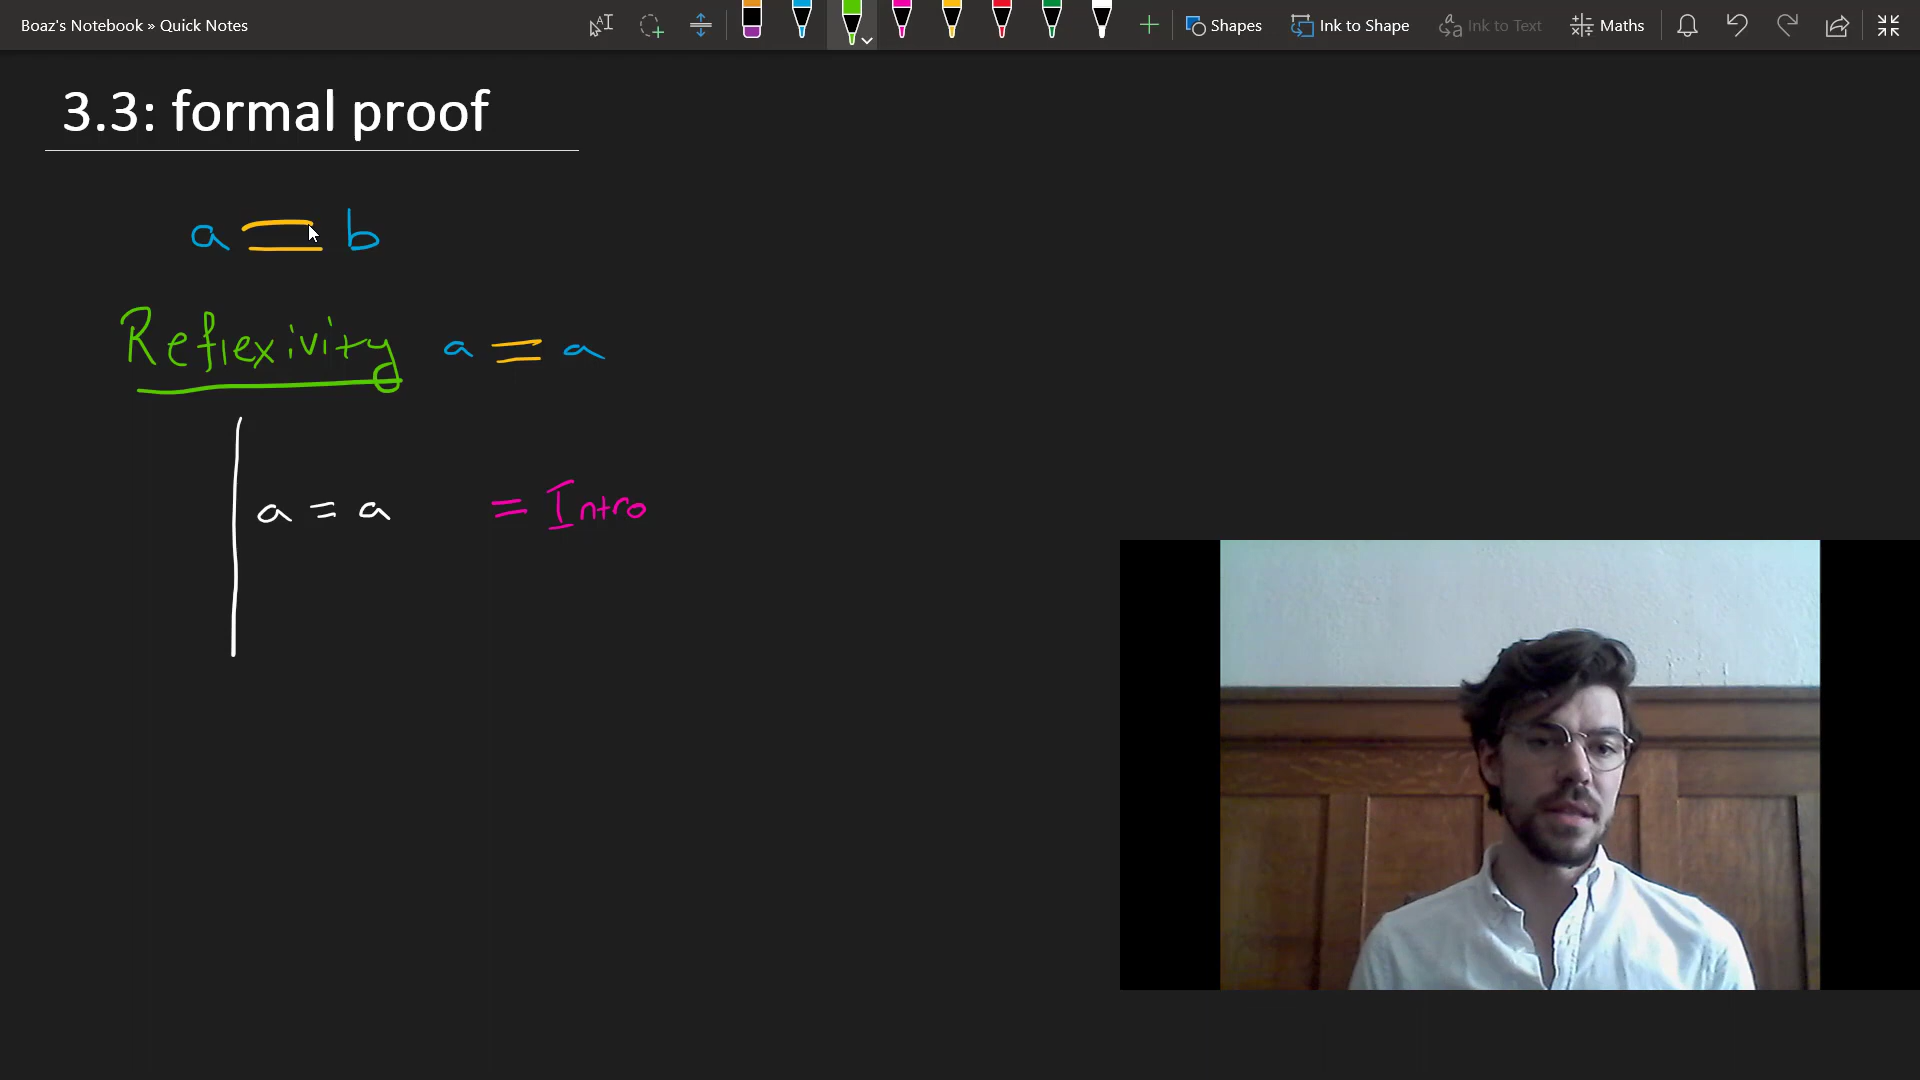 Boaz's Notebook » Quick Notes
Shapes
Ink to Shape
Ink to Text
Maths
3.3: formal proof
a = b
Reflexivity a = a
a = a = Intro